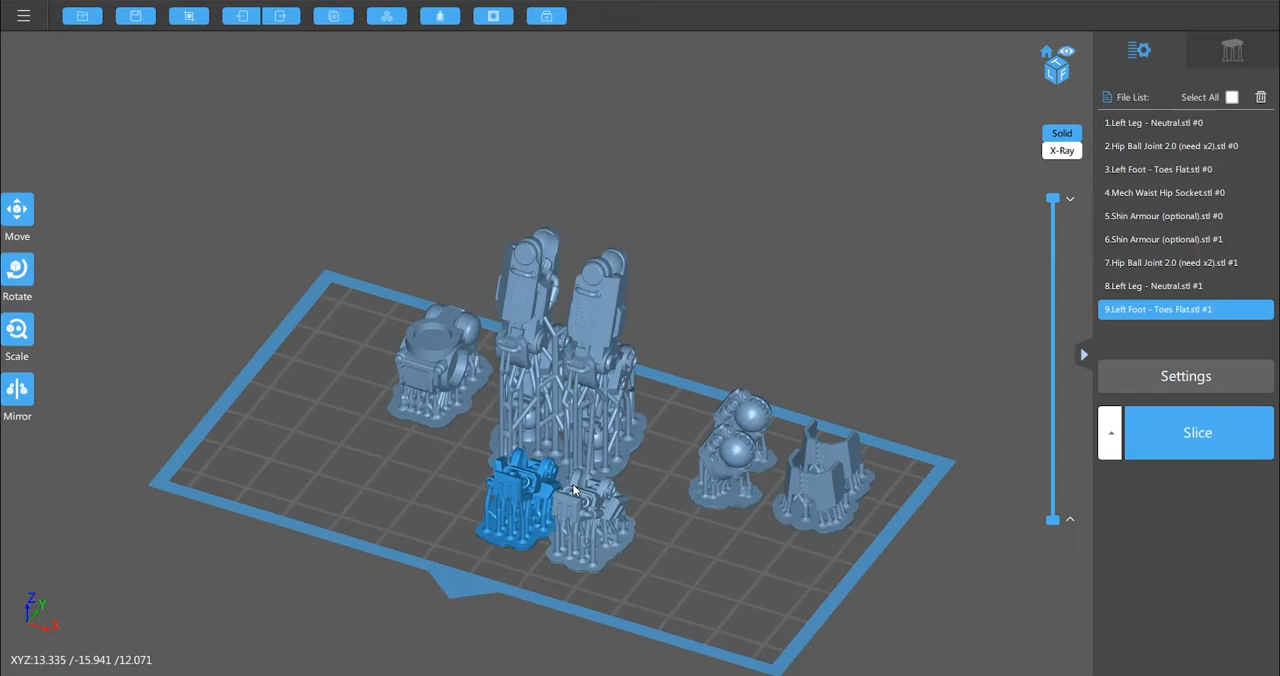 Move
Rotate
Scale
Mirror
T
L F
Solid
X-Ray
File List:
Select All
1.Left Leg - Neutral.stl #0
2.Hip Ball Joint 2.0 (need x2).stl #0
3.Left Foot - Toes Flat.stl #0
4.Mech Waist Hip Socket.stl #0
5.Shin Armour (optional).stl #0
6.Shin Armour (optional).stl #1
7.Hip Ball Joint 2.0 (need x2).stl #1
8.Left Leg - Neutral.stl #1
9.Left Foot - Toes Flat.stl #1
Settings
Slice
Z
Y
X
XYZ:13.335 /-15.941 /12.071